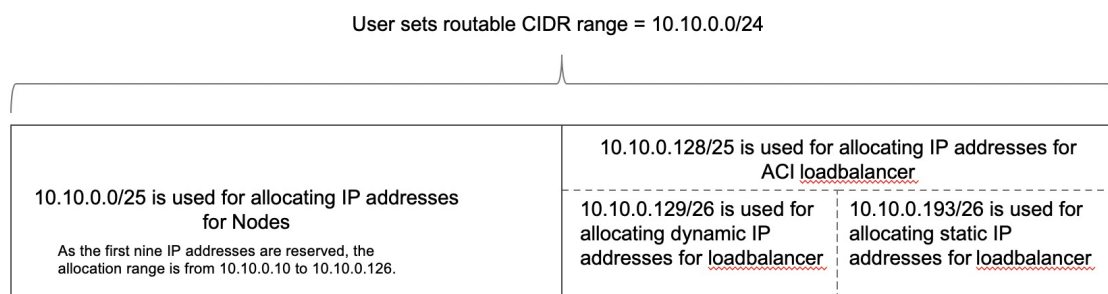 User sets routable CIDR range = 10.10.0.0/24
10.10.0.0/25 is used for allocating IP addresses
for Nodes
As the first nine IP addresses are reserved, the
allocation range is from 10.10.0.10 to 10.10.0.126.
10.10.0.128/25 is used for allocating IP addresses for
ACI loadbalancer
10.10.0.129/26 is used for
allocating dynamic IP
addresses for loadbalancer
10.10.0.193/26 is used for
allocating static IP
addresses for loadbalancer